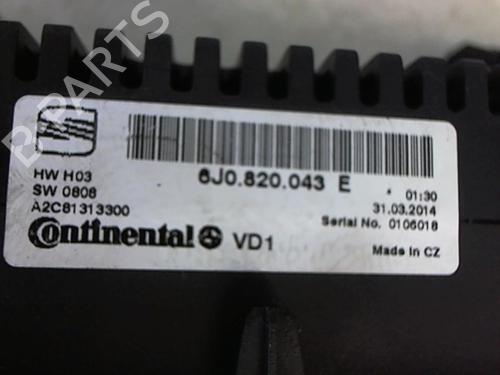 B-PARTS
6J0.820.043 E
HW H03
SW 0808
A2C81313300
01:30
31.03.2014
Serial No. 0106018
Continental VD1
Made in CZ